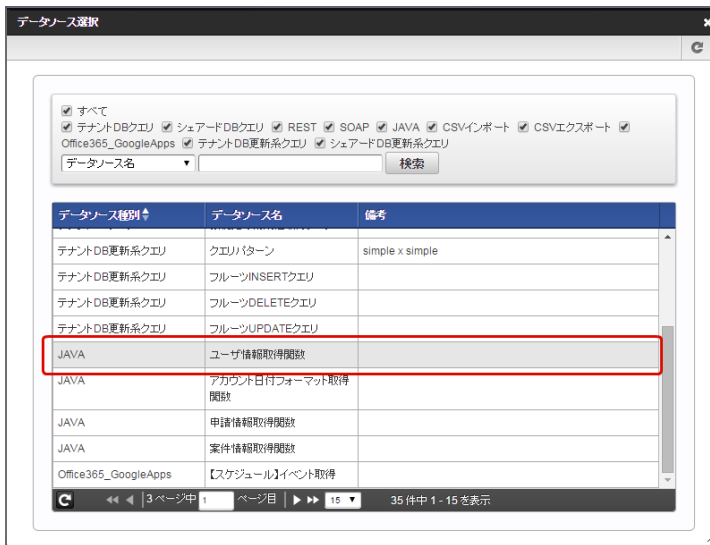 データソース選択
すべて
テナントDBクエリ シェアードDBクエリ REST SOAP JAVA CSVインポート CSVエクスポート
Office365_GoogleApps テナントDB更新系クエリ シェアードDB更新系クエリ
データソース名 検索
データソース種別 データソース名 備考
テナントDB更新系クエリ クエリパターン simple x simple
テナントDB更新系クエリ フルーツINSERTクエリ
テナントDB更新系クエリ フルーツDELETEクエリ
テナントDB更新系クエリ フルーツUPDATEクエリ
JAVA ユーザ情報取得関数
JAVA アカウント日付フォーマット取得
関数
JAVA 申請情報取得関数
JAVA 案件情報取得関数
Office365_GoogleApps 【スケジュール】イベント取得
3 ページ中 1 ページ目 15 35 件中 1 - 15 を表示